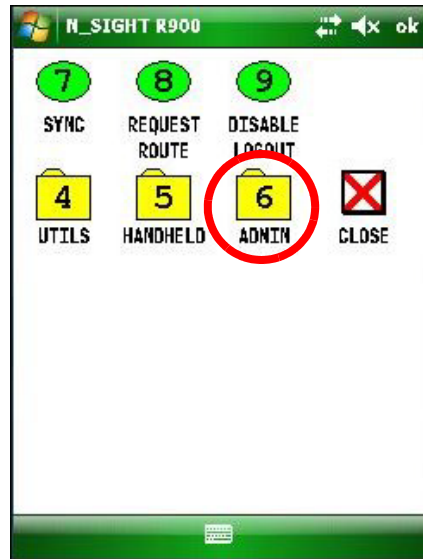 N_SIGHT R900 ok
7 8 9
SYNC REQUEST DISABLE
ROUTE LOGOUT
4 5 6
UTILS HANDHELD ADMIN CLOSE